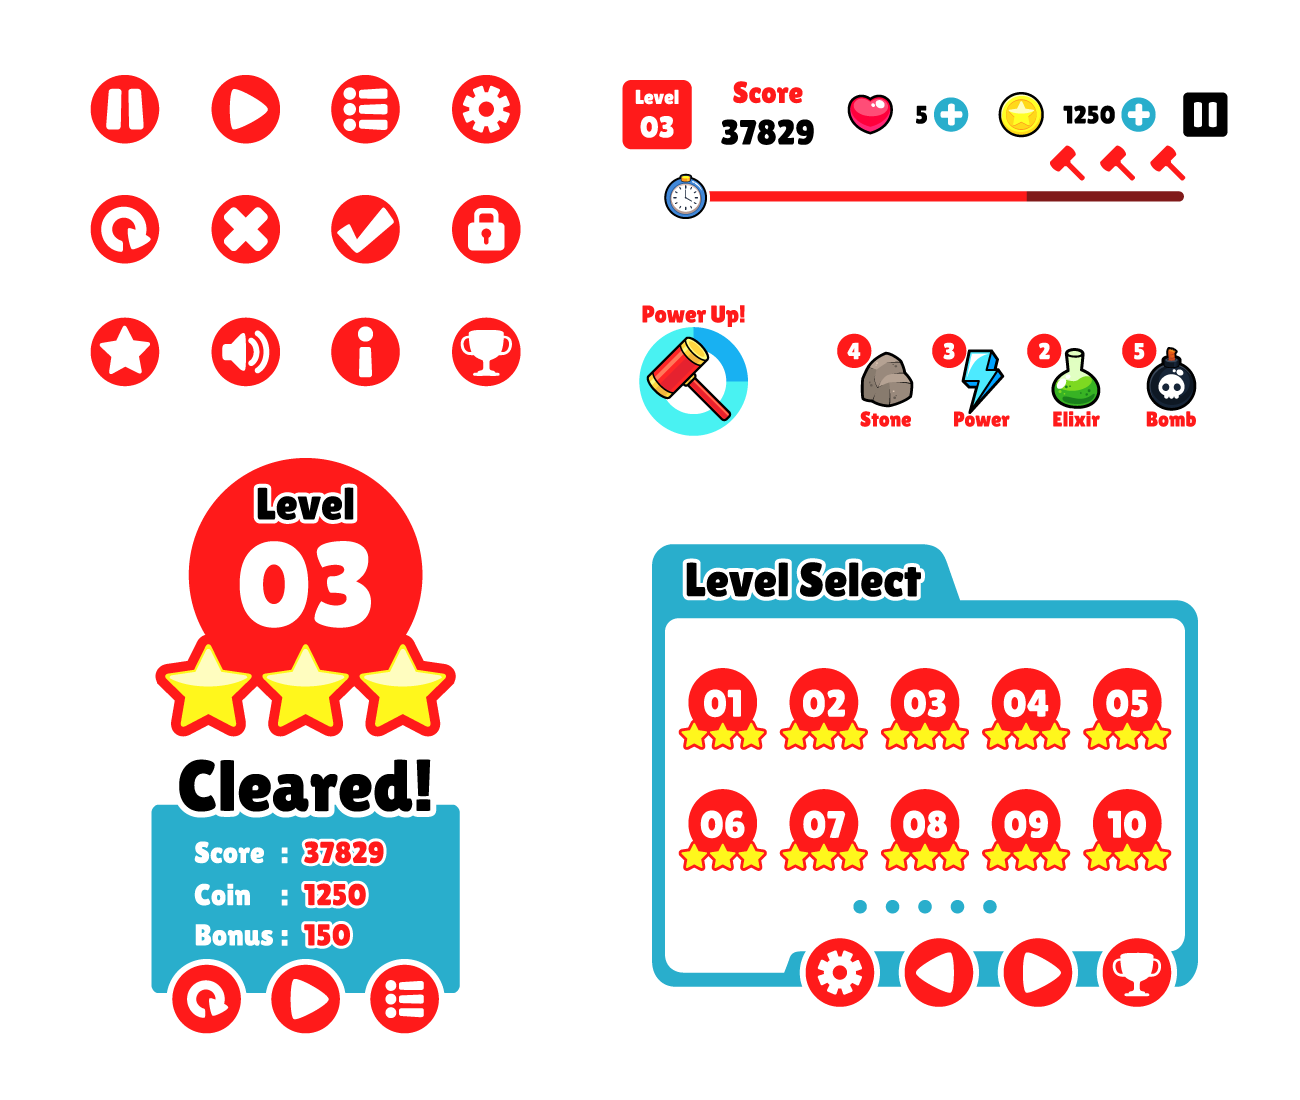 Level
03
Score
37829
5
1250
Power Up!
4
3
2
5
Stone
Power
Elixir
Bomb
Level
03
Cleared!
Score : 37829
Coin : 1250
Bonus : 150
Level Select
01 02 03 04 05
06 07 08 09 10